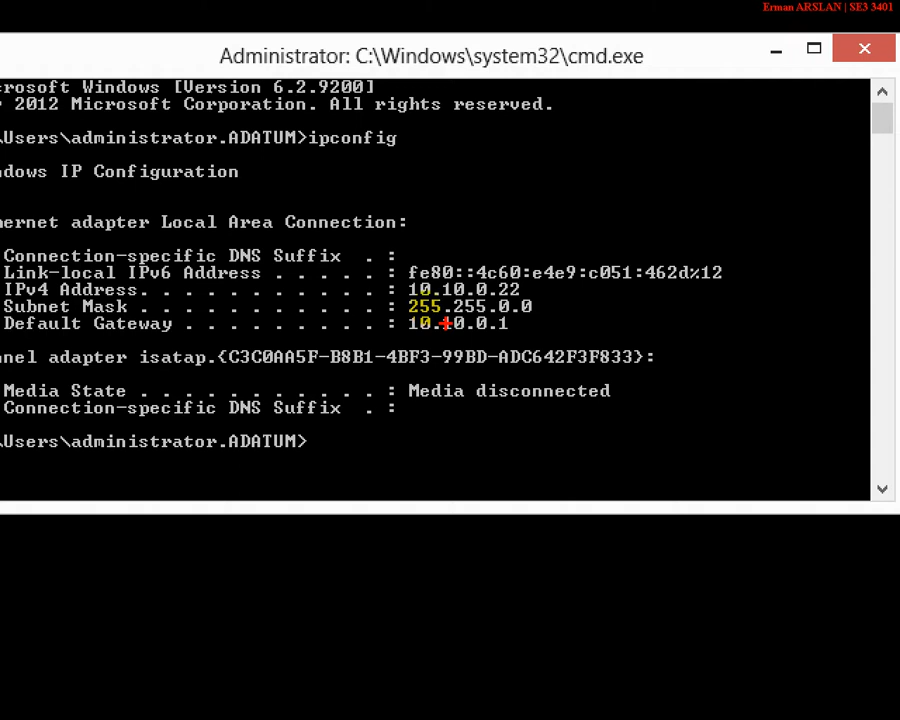 Erman ARSLAN | SE3 3401
Administrator: C:\Windows\system32\cmd.exe
crosoft Windows [Version 6.2.9200]
2012 Microsoft Corporation. All rights reserved.
\Users\administrator.ADATUM>ipconfig
ndows IP Configuration
hernet adapter Local Area Connection:
Connection-specific DNS Suffix . :
Link-local IPv6 Address . . . . . : fe80::4c60:e4e9:c051:462d%12
IPv4 Address. . . . . . . . . . . : 10.10.0.22
Subnet Mask . . . . . . . . . . . : 255.255.0.0
Default Gateway . . . . . . . . . : 10.10.0.1
nnel adapter isatap.{C3C0AA5F-B8B1-4BF3-99BD-ADC642F3F833}:
Media State . . . . . . . . . . . : Media disconnected
Connection-specific DNS Suffix . :
\Users\administrator.ADATUM>